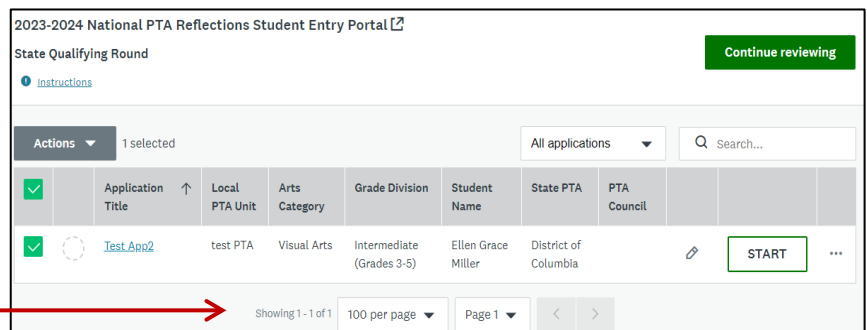 2023-2024 National PTA Reflections Student Entry Portal
State Qualifying Round
Continue reviewing
Instructions
Actions 1 selected All applications Search...
Application Title Local PTA Unit Arts Category Grade Division Student Name State PTA PTA Council
Test App2 test PTA Visual Arts Intermediate (Grades 3-5) Ellen Grace Miller District of Columbia START ...
Showing 1 - 1 of 1 100 per page Page 1 < >